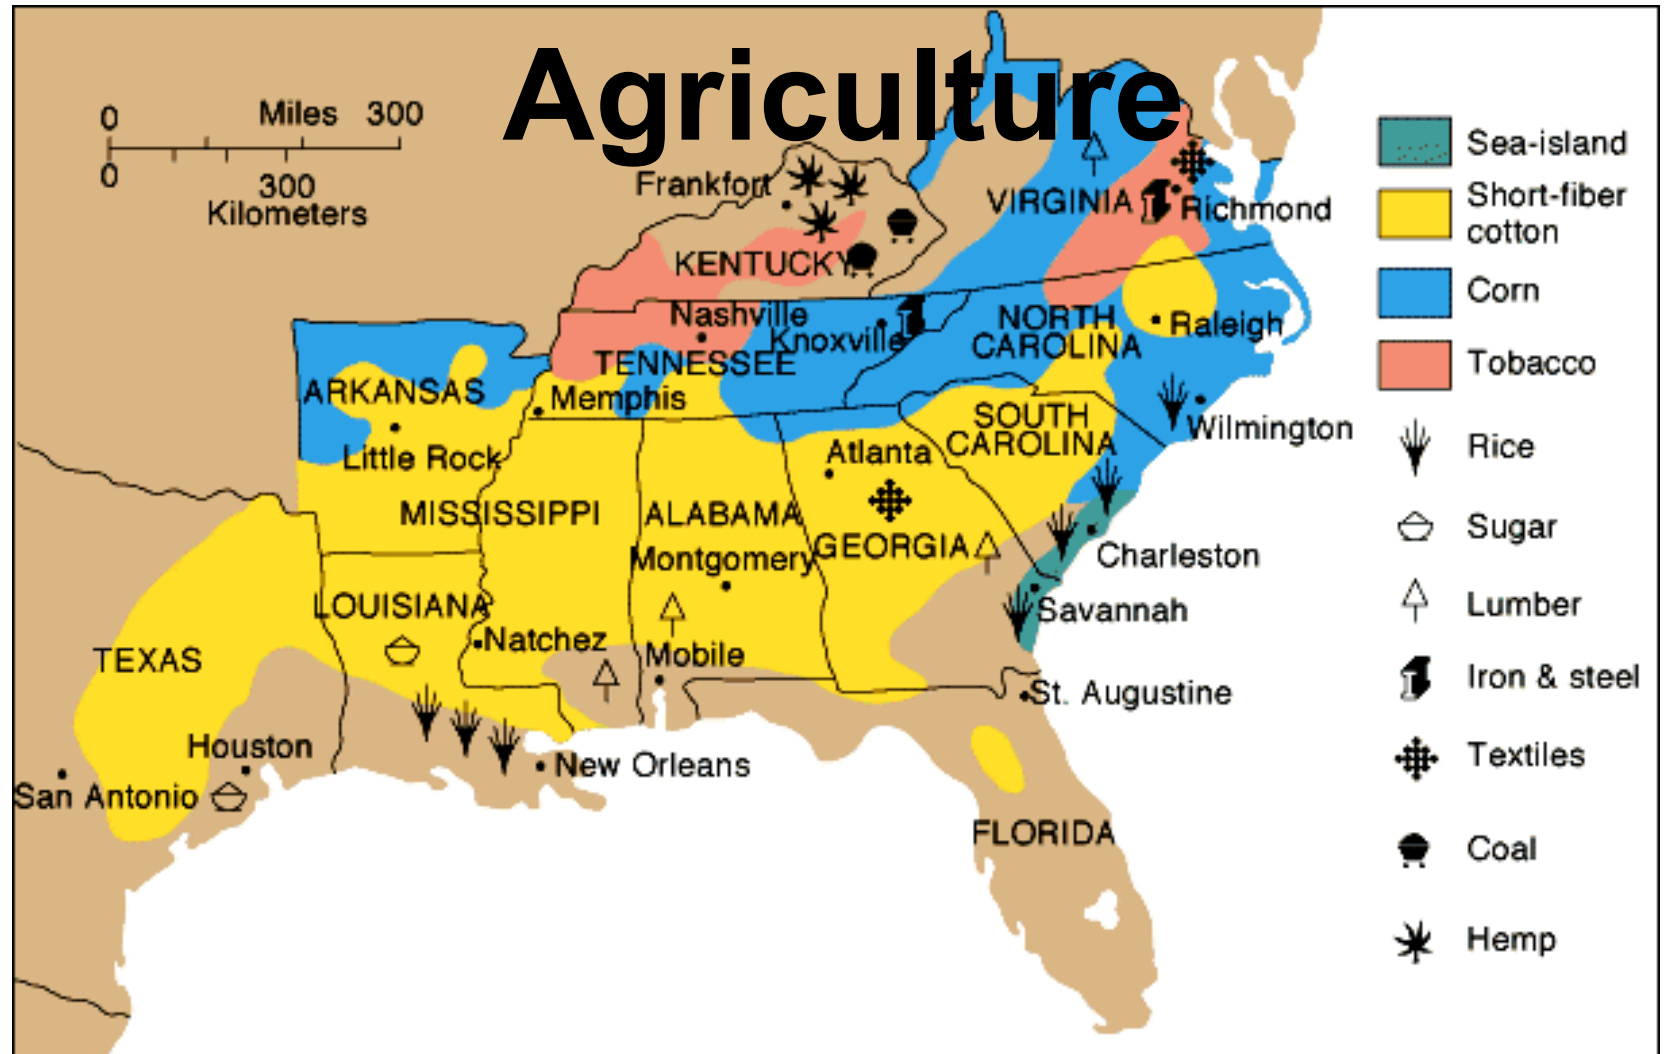 Agriculture
0 Miles 300
0 300
Kilometers
Frankfort
VIRGINIA
Richmond
KENTUCKY
Nashville
Knoxville
NORTH
CAROLINA
Raleigh
TENNESSEE
ARKANSAS
Memphis
Little Rock
SOUTH
CAROLINA
Wilmington
Atlanta
MISSISSIPPI
ALABAMA
GEORGIA
Montgomery
Charleston
LOUISIANA
Savannah
Natchez
Mobile
TEXAS
St. Augustine
Houston
New Orleans
San Antonio
FLORIDA
Sea-island
Short-fiber
cotton
Corn
Tobacco
Rice
Sugar
Lumber
Iron & steel
Textiles
Coal
Hemp